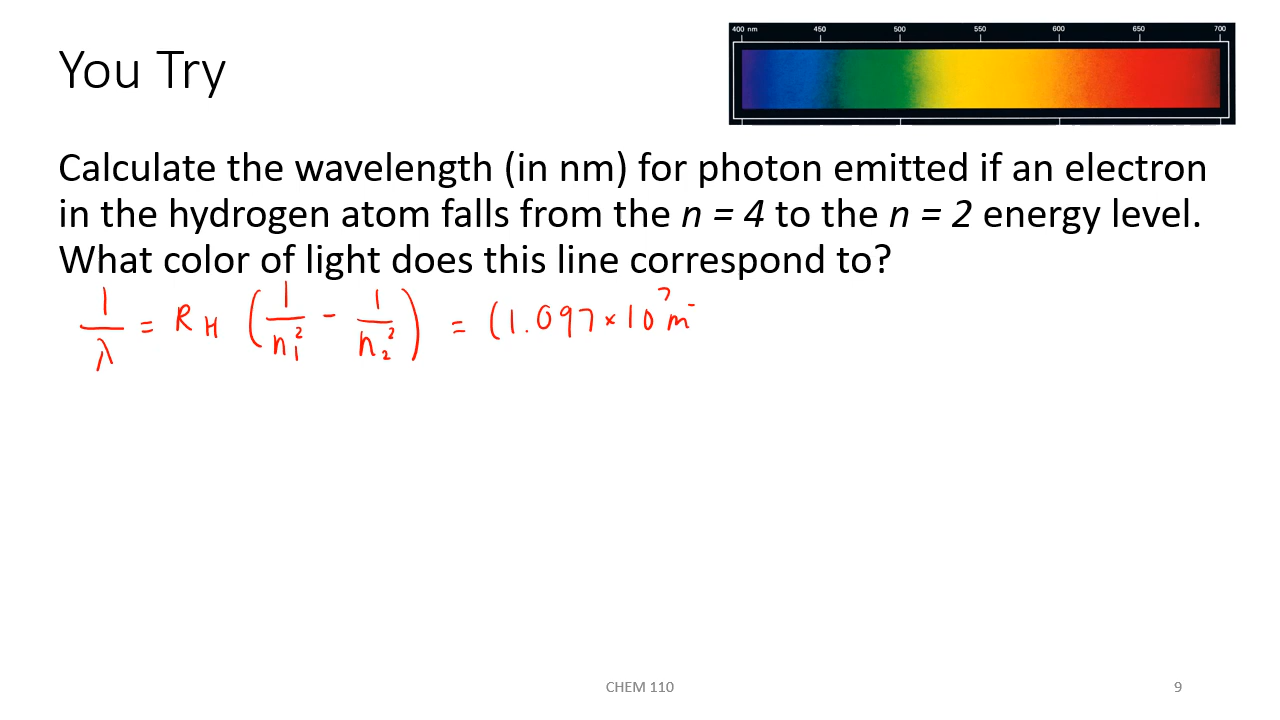 400 nm 450 500 550 600 650 700
You Try
Calculate the wavelength (in nm) for photon emitted if an electron
in the hydrogen atom falls from the n = 4 to the n = 2 energy level.
What color of light does this line correspond to?
1/λ = R_H (1/n₁² - 1/n₂²) = (1.097 × 10⁷ m⁻
CHEM 110 9